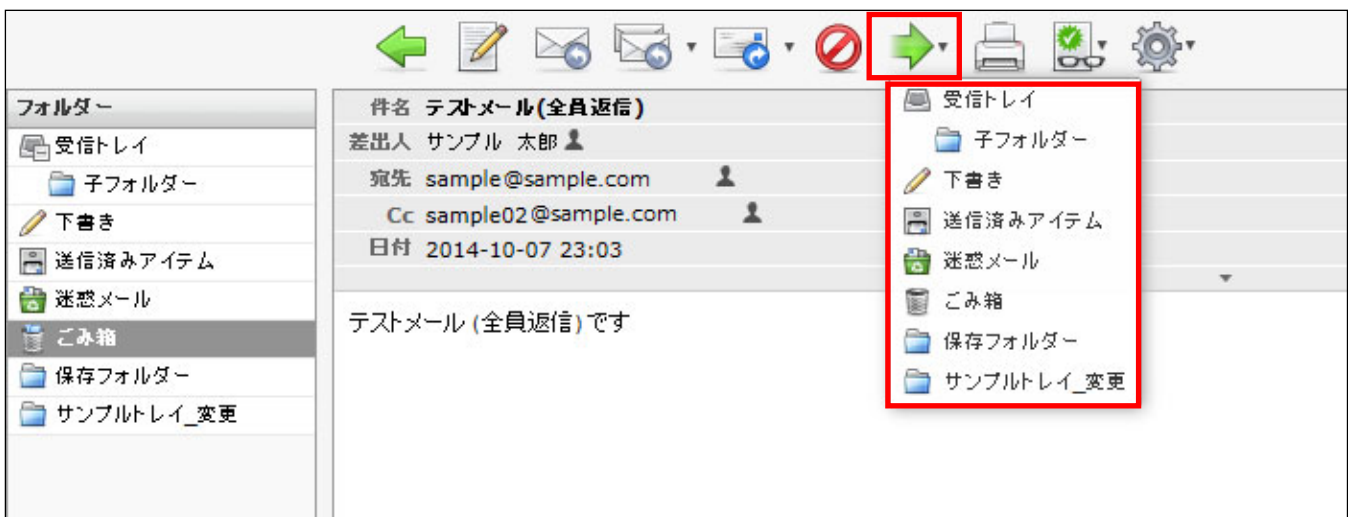 フォルダー
受信トレイ
子フォルダー
下書き
送信済みアイテム
迷惑メール
ごみ箱
保存フォルダー
サンプルトレイ_変更
件名 テストメール(全員返信)
差出人 サンプル 太郎
宛先 sample@sample.com
Cc sample02@sample.com
日付 2014-10-07 23:03
テストメール (全員返信)です
受信トレイ
子フォルダー
下書き
送信済みアイテム
迷惑メール
ごみ箱
保存フォルダー
サンプルトレイ_変更